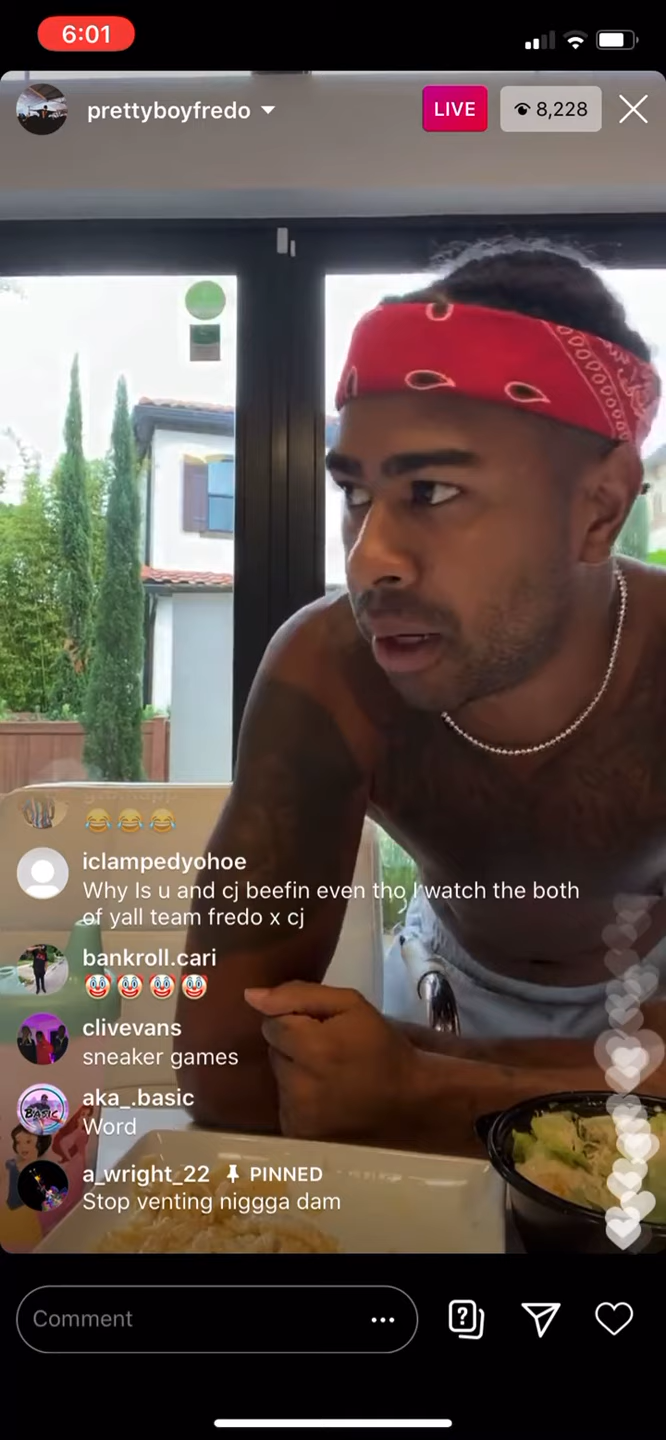 6:01
prettyboyfredo
LIVE
8,228
😂😂😂
iclampedyohoe
Why Is u and cj beefin even tho I watch the both
of yall team fredo x cj
bankroll.cari
🤡🤡🤡🤡
clivevans
sneaker games
aka_.basic
BASIC
Word
a_wright_22 PINNED
Stop venting niggga dam
Comment